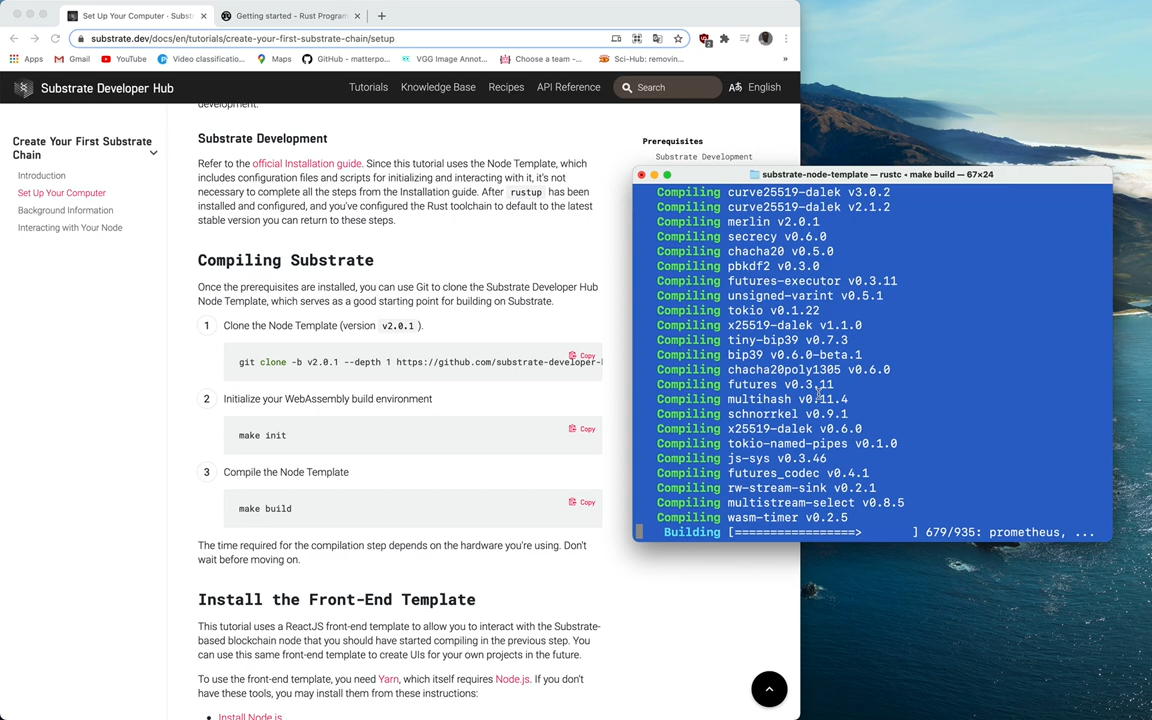 Set Up Your Computer · Subst
Getting started - Rust Program
substrate.dev/docs/en/tutorials/create-your-first-substrate-chain/setup
Apps
Gmail
YouTube
Video classificatio...
Maps
GitHub - matterpo...
VGG Image Annot...
Choose a team -...
Sci-Hub: removin...
»
Substrate Developer Hub
Tutorials
Knowledge Base
Recipes
API Reference
Search
English
development.
Create Your First Substrate
Chain
Introduction
Set Up Your Computer
Background Information
Interacting with Your Node
Substrate Development
Refer to the official Installation guide. Since this tutorial uses the Node Template, which
includes configuration files and scripts for initializing and interacting with it, it's not
necessary to complete all the steps from the Installation guide. After rustup has been
installed and configured, and you've configured the Rust toolchain to default to the latest
stable version you can return to these steps.
Compiling Substrate
Once the prerequisites are installed, you can use Git to clone the Substrate Developer Hub
Node Template, which serves as a good starting point for building on Substrate.
1 Clone the Node Template (version v2.0.1 ).
Copy
git clone -b v2.0.1 --depth 1 https://github.com/substrate-developer-h
2 Initialize your WebAssembly build environment
Copy
make init
3 Compile the Node Template
Copy
make build
The time required for the compilation step depends on the hardware you're using. Don't
wait before moving on.
Install the Front-End Template
This tutorial uses a ReactJS front-end template to allow you to interact with the Substrate-
based blockchain node that you should have started compiling in the previous step. You
can use this same front-end template to create UIs for your own projects in the future.
To use the front-end template, you need Yarn, which itself requires Node.js. If you don't
have these tools, you may install them from these instructions:
• Install Node.js
Prerequisites
Substrate Development
substrate-node-template — rustc ◂ make build — 67×24
Compiling curve25519-dalek v3.0.2
Compiling curve25519-dalek v2.1.2
Compiling merlin v2.0.1
Compiling secrecy v0.6.0
Compiling chacha20 v0.5.0
Compiling pbkdf2 v0.3.0
Compiling futures-executor v0.3.11
Compiling unsigned-varint v0.5.1
Compiling tokio v0.1.22
Compiling x25519-dalek v1.1.0
Compiling tiny-bip39 v0.7.3
Compiling bip39 v0.6.0-beta.1
Compiling chacha20poly1305 v0.6.0
Compiling futures v0.3.11
Compiling multihash v0.11.4
Compiling schnorrkel v0.9.1
Compiling x25519-dalek v0.6.0
Compiling tokio-named-pipes v0.1.0
Compiling js-sys v0.3.46
Compiling futures_codec v0.4.1
Compiling rw-stream-sink v0.2.1
Compiling multistream-select v0.8.5
Compiling wasm-timer v0.2.5
Building [=================>       ] 679/935: prometheus, ...